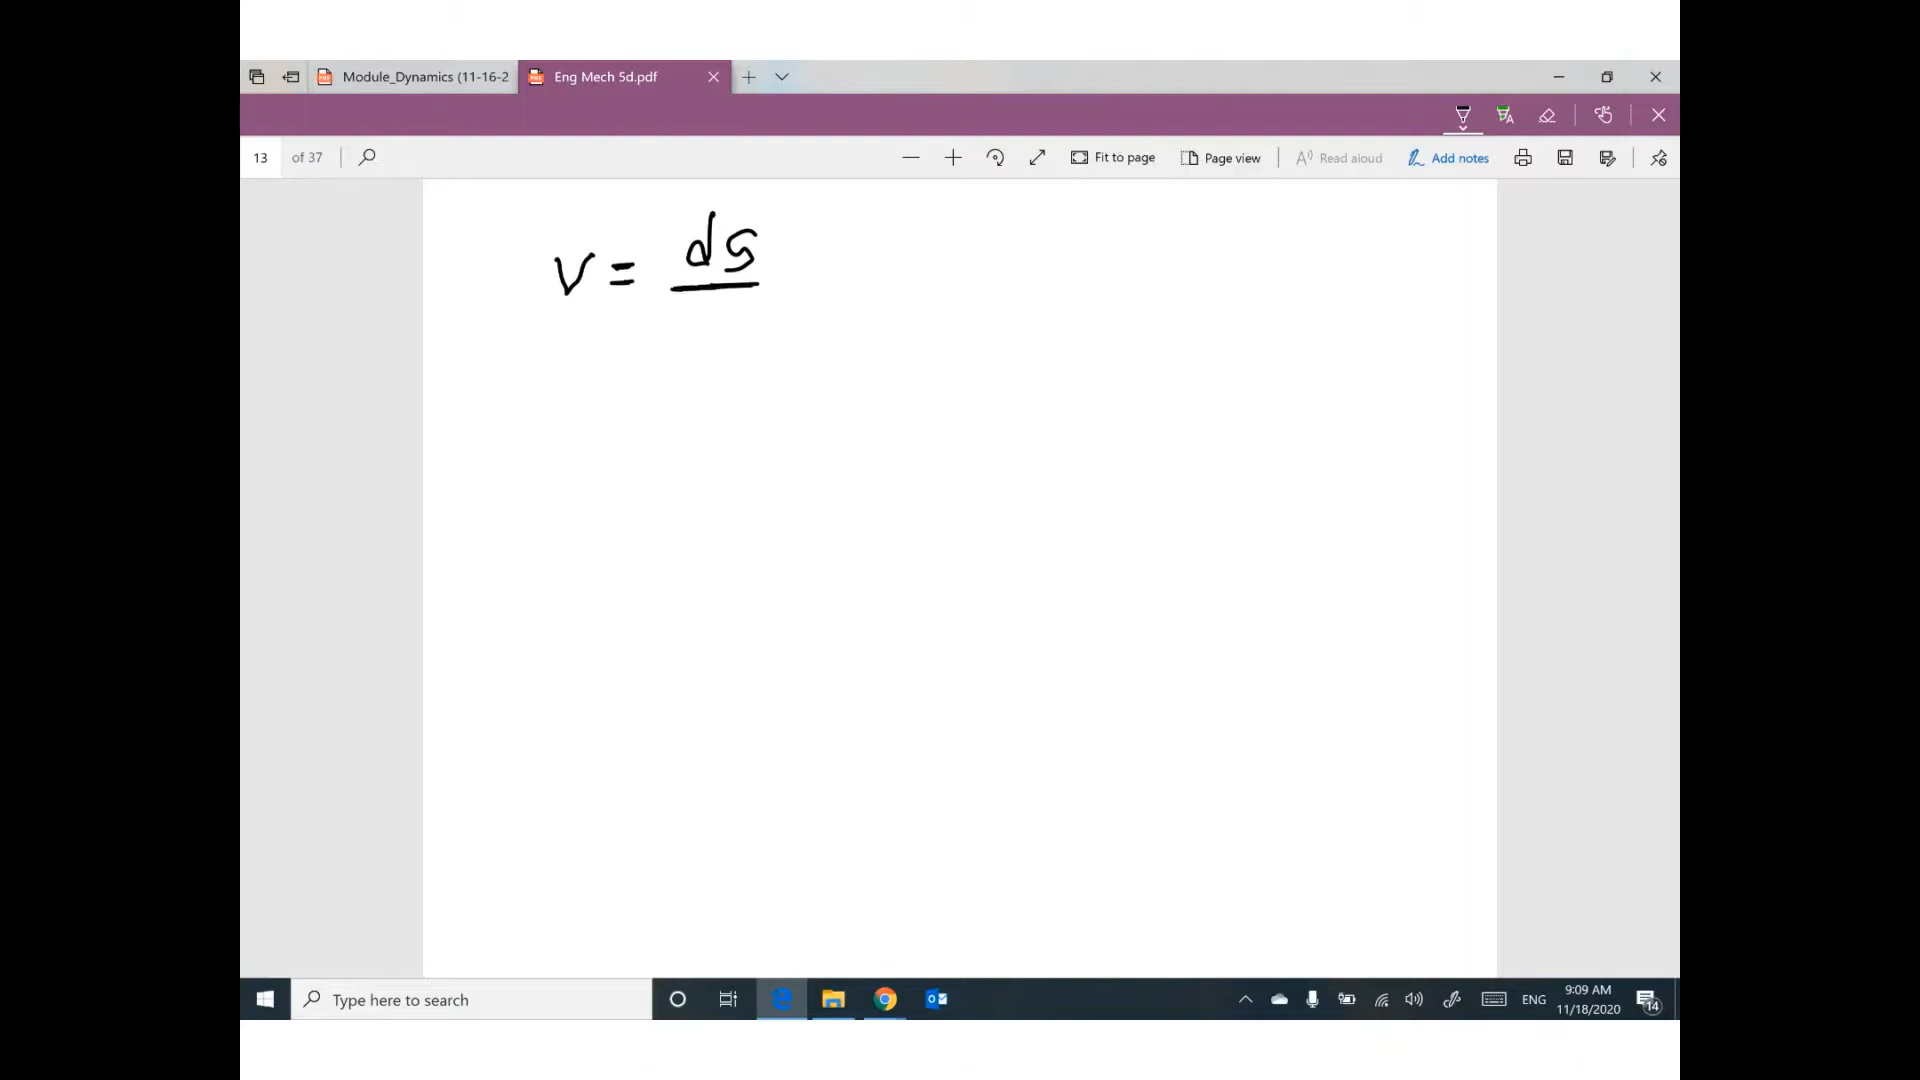 Module_Dynamics (11-16-2
Eng Mech 5d.pdf
13 of 37
Fit to page
Page view
Read aloud
Add notes
v = ds
Type here to search
ENG
9:09 AM
11/18/2020
14